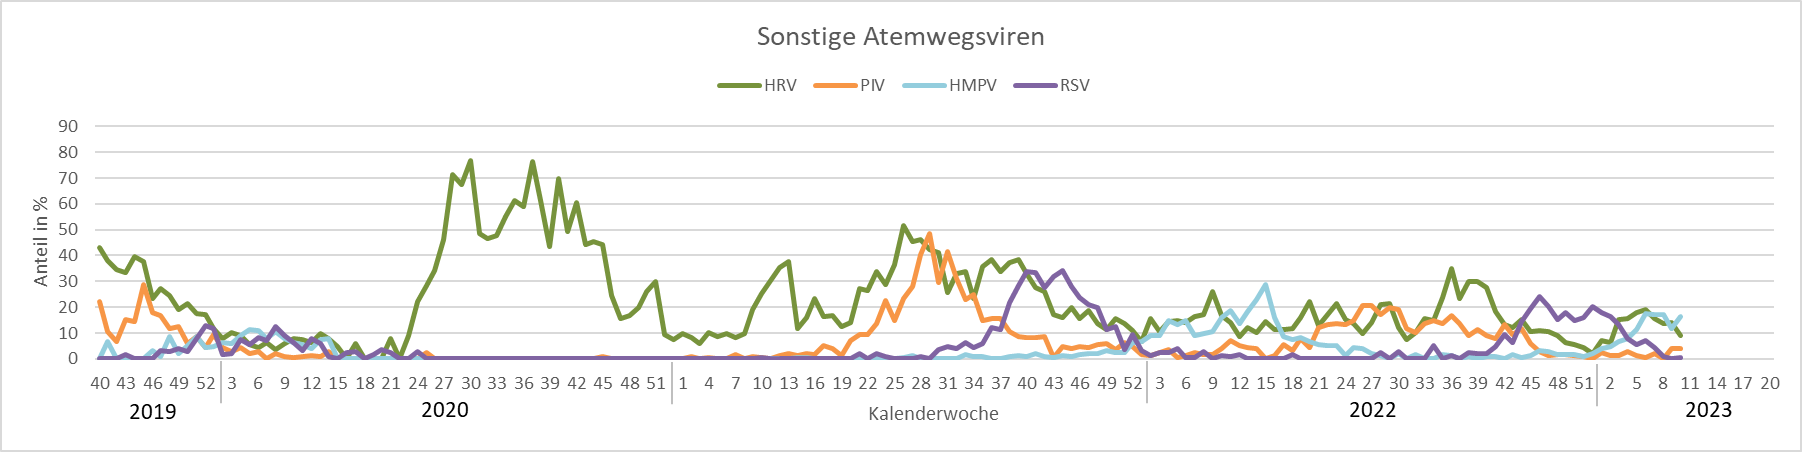 Sonstige Atemwegsviren
HRV PIV HMPV RSV
Anteil in %
90
80
70
60
50
40
30
20
10
0
40 43 46 49 52 3 6 9 12 15 18 21 24 27 30 33 36 39 42 45 48 51 1 4 7 10 13 16 19 22 25 28 31 34 37 40 43 46 49 52 3 6 9 12 15 18 21 24 27 30 33 36 39 42 45 48 51 2 5 8 11 14 17 20
2019 2020 2022 2023
Kalenderwoche